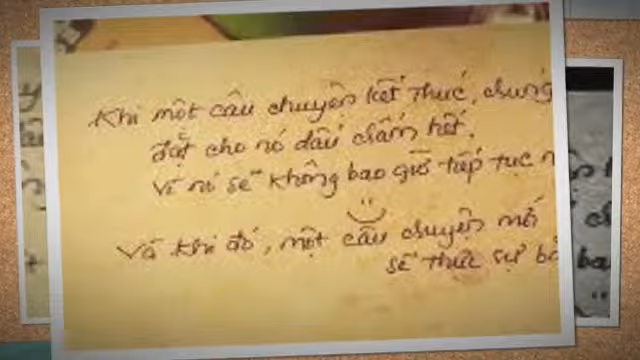 Khi một câu chuyện kết thúc, chúng
đặt cho nó dấu chấm hết.
Vì nó sẽ không bao giờ tiếp tục
Và khi đó, một câu chuyện mới
sẽ thực sự